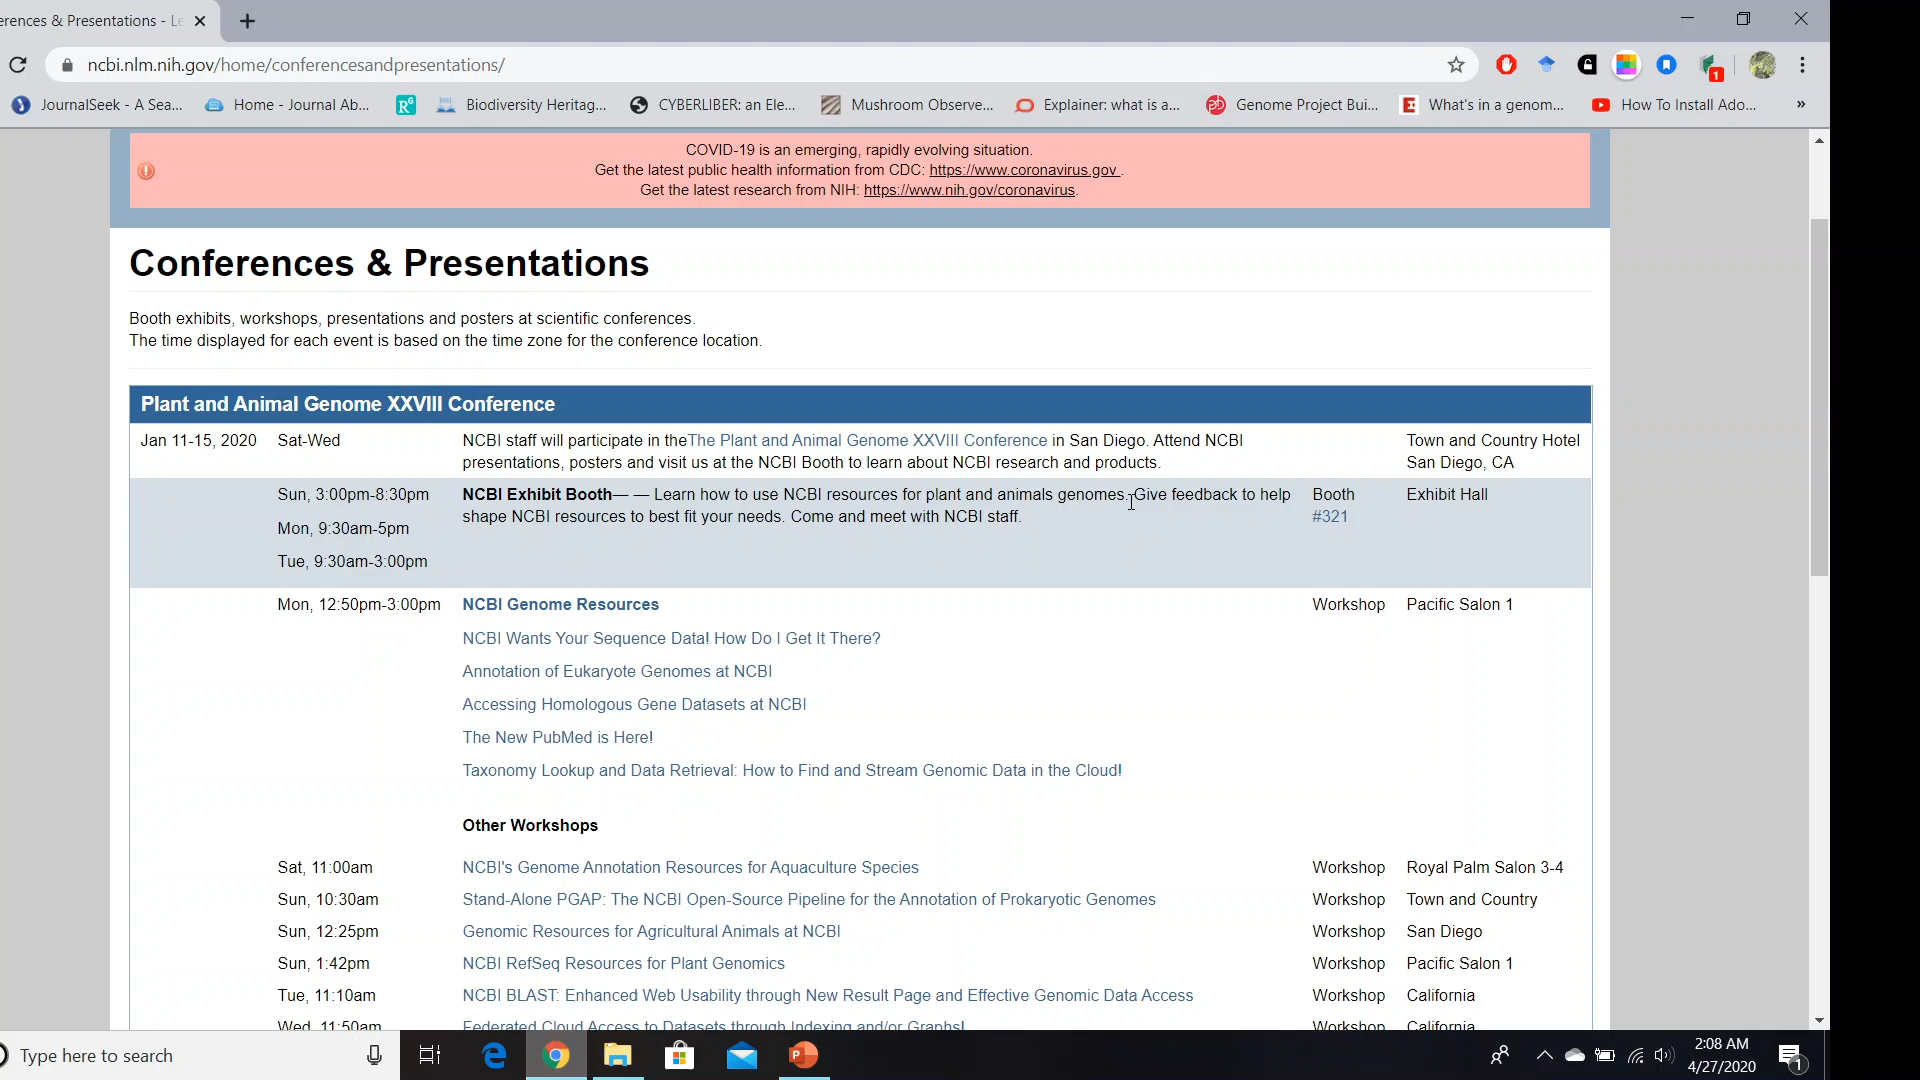 erences & Presentations - Le
ncbi.nlm.nih.gov/home/conferencesandpresentations/
1
JournalSeek - A Sea...
Home - Journal Ab...
Biodiversity Heritag...
CYBERLIBER: an Ele...
Mushroom Observe...
Explainer: what is a...
Genome Project Bui...
What's in a genom...
How To Install Ado...
»
COVID-19 is an emerging, rapidly evolving situation.
Get the latest public health information from CDC: https://www.coronavirus.gov .
Get the latest research from NIH: https://www.nih.gov/coronavirus.
Conferences & Presentations
Booth exhibits, workshops, presentations and posters at scientific conferences.
The time displayed for each event is based on the time zone for the conference location.
Plant and Animal Genome XXVIII Conference
Jan 11-15, 2020 Sat-Wed NCBI staff will participate in theThe Plant and Animal Genome XXVIII Conference in San Diego. Attend NCBI Town and Country Hotel
presentations, posters and visit us at the NCBI Booth to learn about NCBI research and products. San Diego, CA
Sun, 3:00pm-8:30pm NCBI Exhibit Booth— — Learn how to use NCBI resources for plant and animals genomes. Give feedback to help Booth Exhibit Hall
shape NCBI resources to best fit your needs. Come and meet with NCBI staff. #321
Mon, 9:30am-5pm
Tue, 9:30am-3:00pm
Mon, 12:50pm-3:00pm NCBI Genome Resources Workshop Pacific Salon 1
NCBI Wants Your Sequence Data! How Do I Get It There?
Annotation of Eukaryote Genomes at NCBI
Accessing Homologous Gene Datasets at NCBI
The New PubMed is Here!
Taxonomy Lookup and Data Retrieval: How to Find and Stream Genomic Data in the Cloud!
Other Workshops
Sat, 11:00am NCBI's Genome Annotation Resources for Aquaculture Species Workshop Royal Palm Salon 3-4
Sun, 10:30am Stand-Alone PGAP: The NCBI Open-Source Pipeline for the Annotation of Prokaryotic Genomes Workshop Town and Country
Sun, 12:25pm Genomic Resources for Agricultural Animals at NCBI Workshop San Diego
Sun, 1:42pm NCBI RefSeq Resources for Plant Genomics Workshop Pacific Salon 1
Tue, 11:10am NCBI BLAST: Enhanced Web Usability through New Result Page and Effective Genomic Data Access Workshop California
Wed, 11:50am Federated Cloud Access to Datasets through Indexing and/or Graphs! Workshop California
Type here to search
2:08 AM
4/27/2020
1